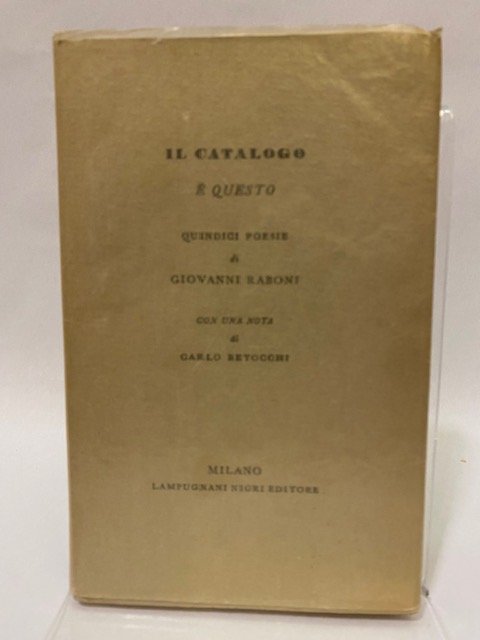 IL CATALOGO
È QUESTO
QUINDICI POESIE
di
GIOVANNI RABONI
CON UNA NOTA
di
CARLO BETOCCHI
MILANO
LAMPUGNANI NIGRI EDITORE